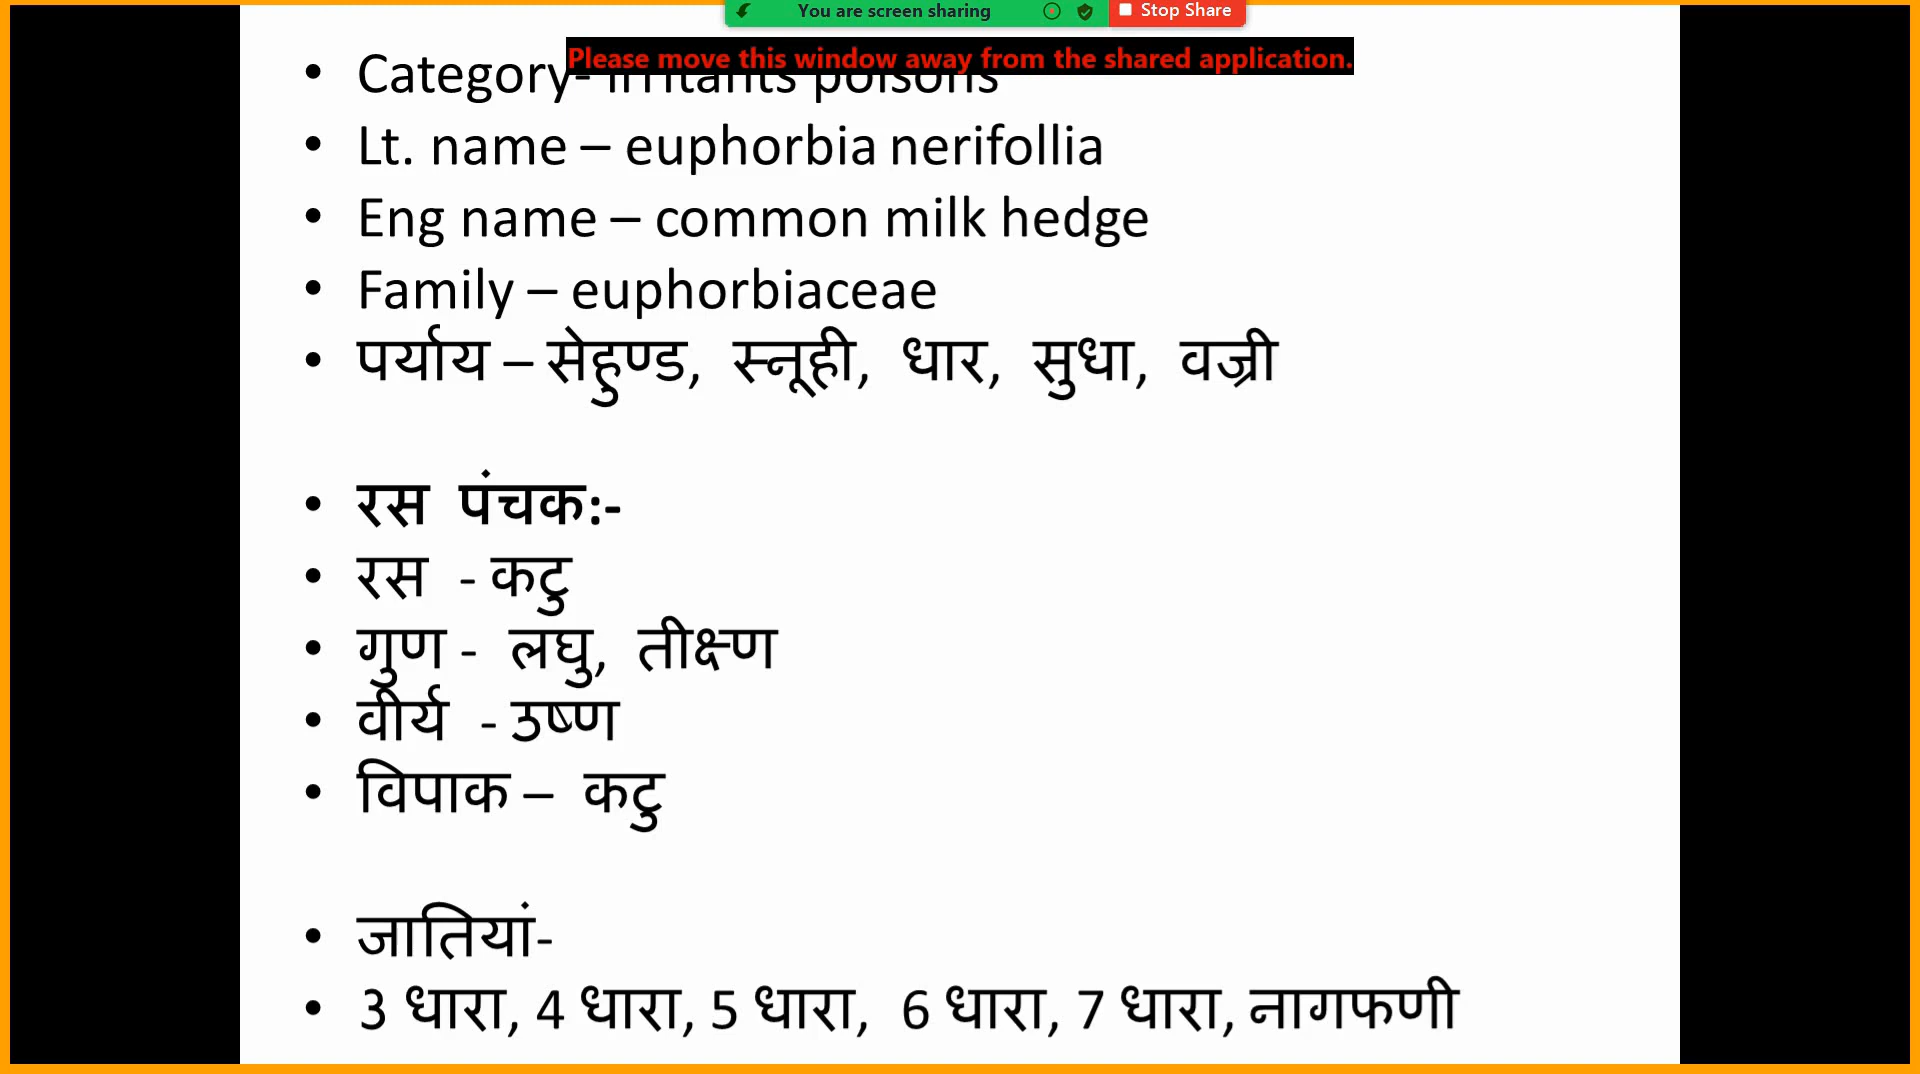 You are screen sharing Stop Share
Please move this window away from the shared application.
• Category- irritants poisons
• Lt. name – euphorbia nerifollia
• Eng name – common milk hedge
• Family – euphorbiaceae
• पर्याय – सेहुण्ड, स्नूही, धार, सुधा, वज्री
• रस पंचक:-
• रस - कटु
• गुण - लघु, तीक्ष्ण
• वीर्य - उष्ण
• विपाक – कटु
• जातियां-
• 3 धारा, 4 धारा, 5 धारा, 6 धारा, 7 धारा, नागफणी